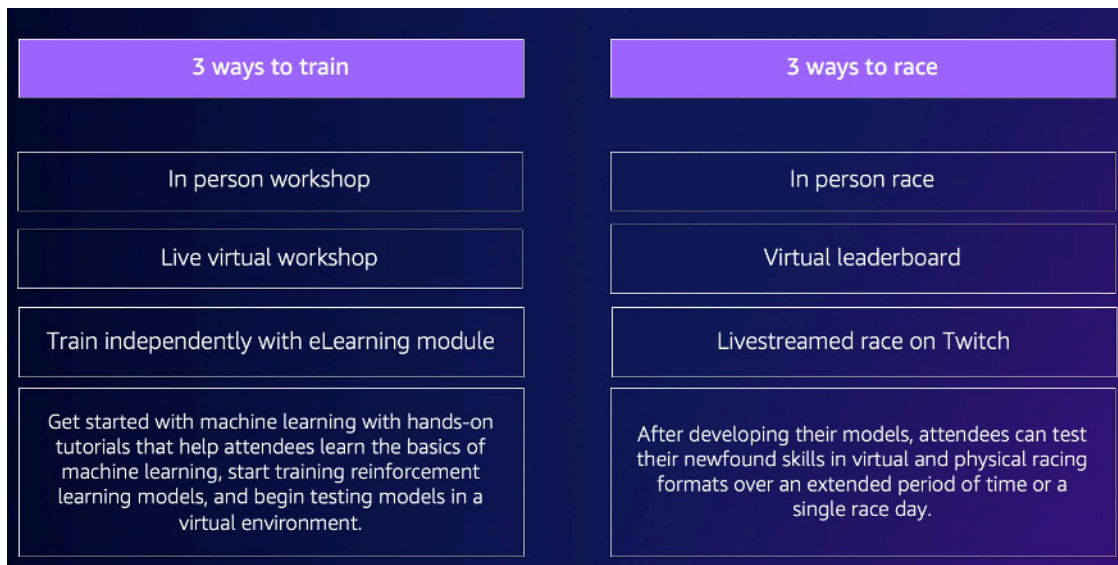 3 ways to train
In person workshop
Live virtual workshop
Train independently with eLearning module
Get started with machine learning with hands-on
tutorials that help attendees learn the basics of
machine learning, start training reinforcement
learning models, and begin testing models in a
virtual environment.
3 ways to race
In person race
Virtual leaderboard
Livestreamed race on Twitch
After developing their models, attendees can test
their newfound skills in virtual and physical racing
formats over an extended period of time or a
single race day.